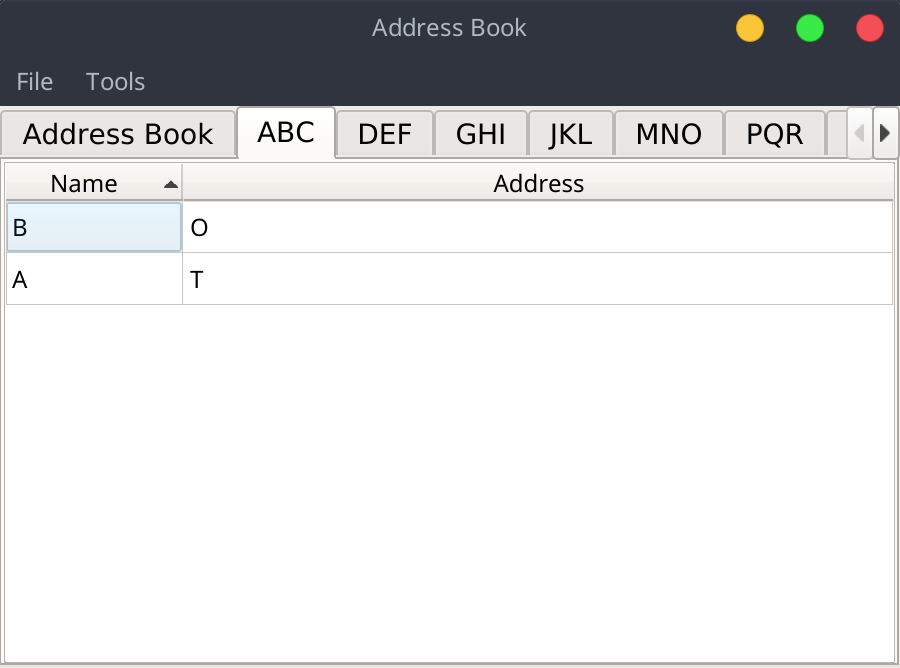 Address Book
File Tools
Address Book ABC DEF GHI JKL MNO PQR
Name Address
B O
A T